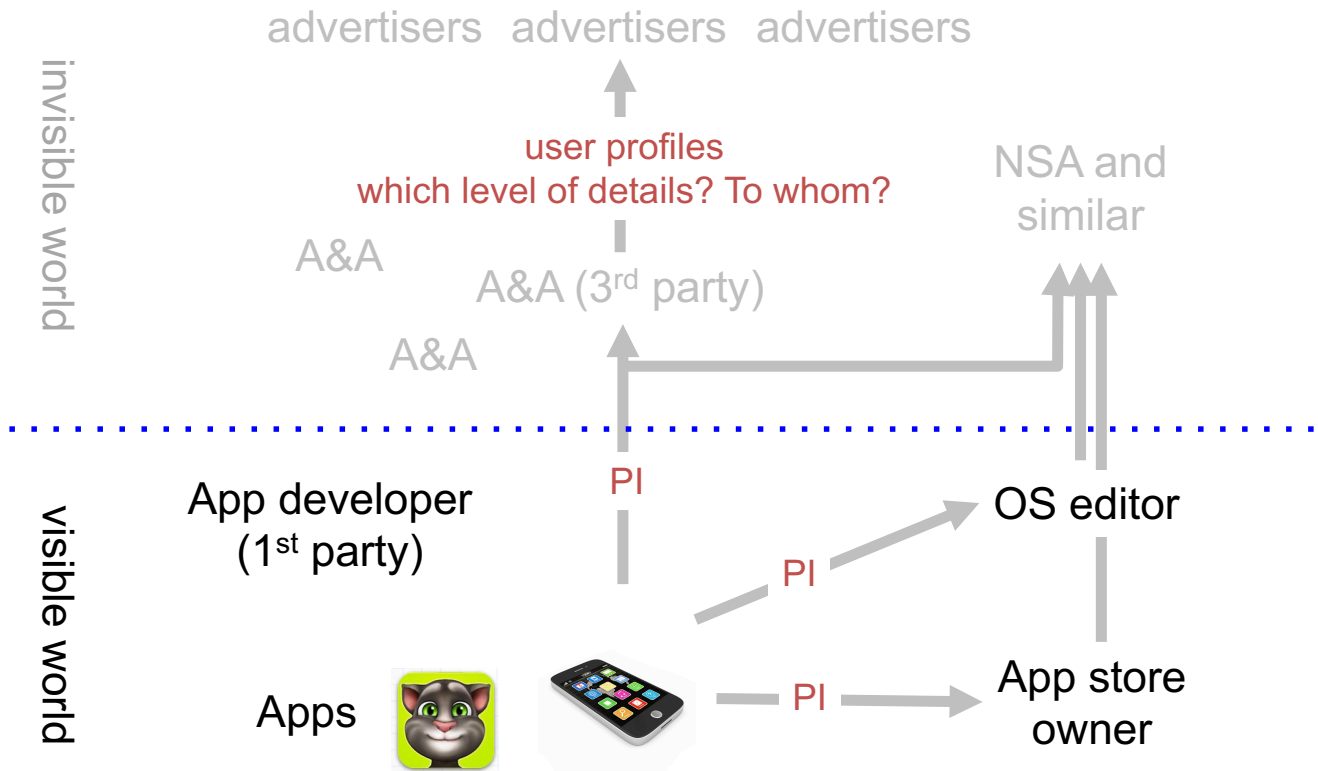 advertisers advertisers advertisers
invisible world
user profiles
which level of details? To whom?
NSA and
similar
A&A
A&A (3rd party)
A&A
PI
App developer
(1st party)
OS editor
visible world
PI
Apps
PI
App store
owner